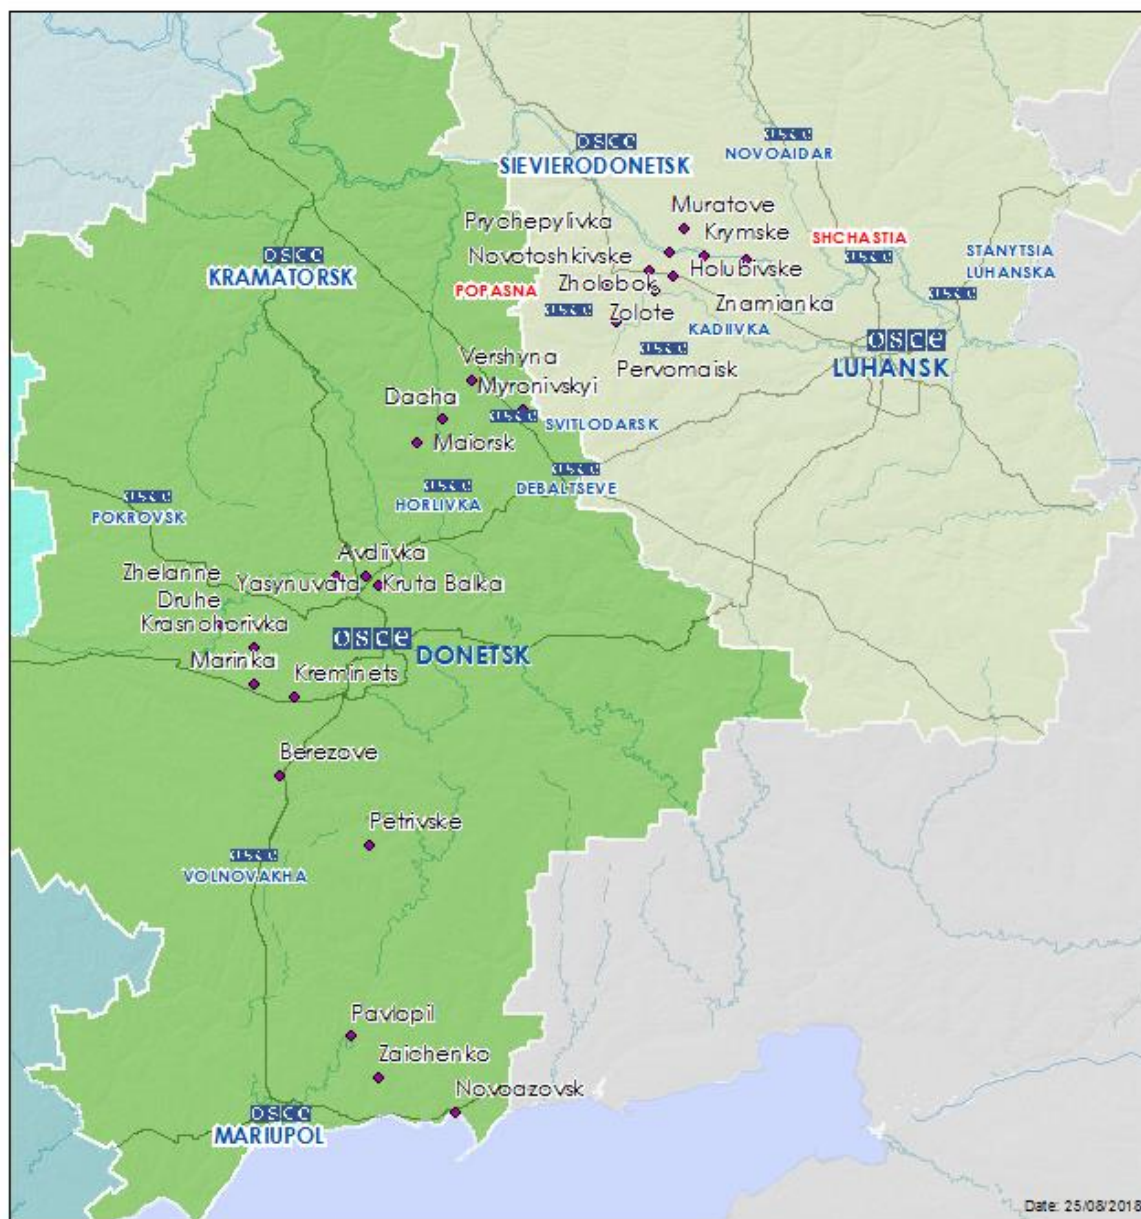 OSCE
NOVOAIDAR
OSCE
SIEVIERODONETSK
Muratove
Prychepylivka
Krymske
SHCHASTIA
OSCE
STANYTSIA
LUHANSKA
OSCE
Novotoshkivske
Holubivske
OSCE
KRAMATORSK
POPASNA
OSCE
Zholobok
Znamianka
Zolote
KADIIVKA
OSCE
Pervomaisk
OSCE
LUHANSK
Vershyna
Myronivskyi
Dacha
OSCE
SVITLODARSK
Maiorsk
OSCE
DEBALTSEVE
OSCE
HORLIVKA
OSCE
POKROVSK
Avdiivka
Zhelanne
Druhe
Yasynuvata
Kruta Balka
Krasnohorivka
OSCE
DONETSK
Marinka
Kreminets
Berezove
Petrivske
OSCE
VOLNOVAKHA
Pavlopil
Zaichenko
Novoazovsk
OSCE
MARIUPOL
Date: 25/08/2018